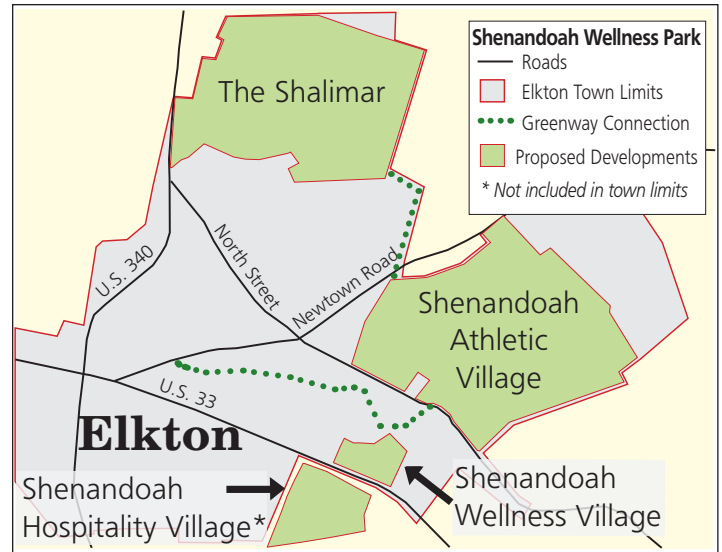 Shenandoah Wellness Park
Roads
Elkton Town Limits
Greenway Connection
Proposed Developments
* Not included in town limits
The Shalimar
U.S. 340
North Street
Newtown Road
Shenandoah
Athletic
Village
U.S. 33
Elkton
Shenandoah
Hospitality Village*
Shenandoah
Wellness Village